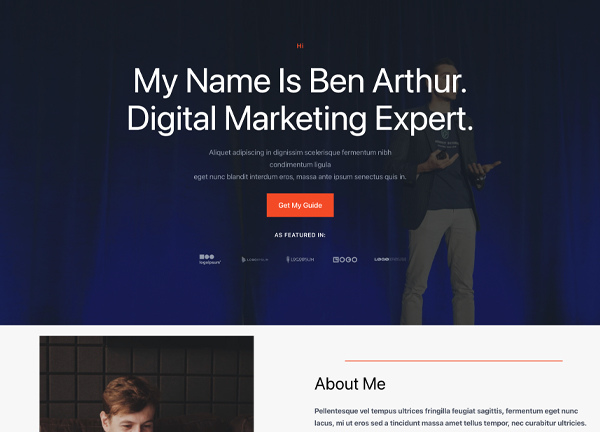 Hi
My Name Is Ben Arthur.
Digital Marketing Expert.
Aliquet adipiscing in dignissim scelerisque fermentum nibh
condimentum ligula
eget nunc blandit interdum eros, massa ante ipsum senectus quis in.
Get My Guide
AS FEATURED IN:
logoipsum
LOGOIPSUM
LOGO
LOGO
About Me
Pellentesque vel tempus ultrices fringilla feugiat sagittis, fermentum eget nunc
lacus, mi ut eros sed a tincidunt massa amet tellus tempor, nec curabitur ultricies.